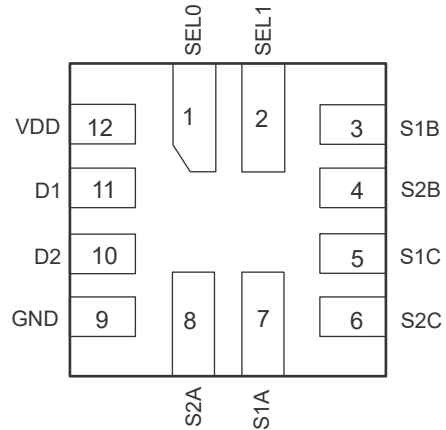 SEL0 SEL1
1 2
VDD 12 3 S1B
D1 11 4 S2B
D2 10 5 S1C
GND 9 8 7 6 S2C
S2A S1A